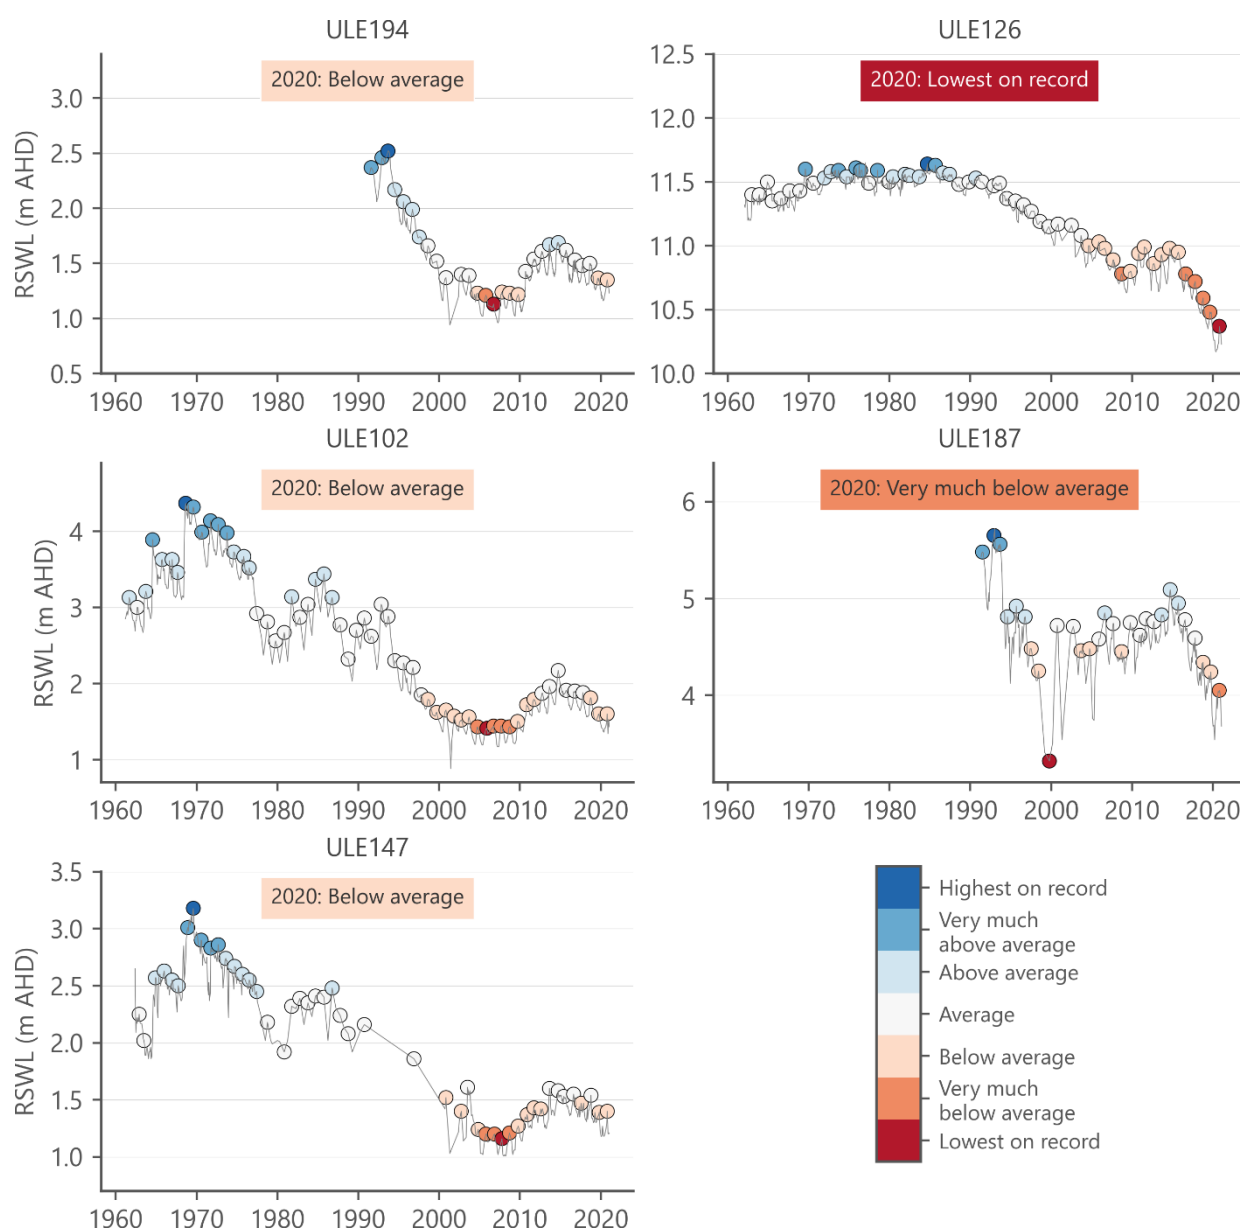 ULE194
2020: Below average
RSWL (m AHD)
3.0
2.5
2.0
1.5
1.0
0.5
1960 1970 1980 1990 2000 2010 2020
ULE126
2020: Lowest on record
12.5
12.0
11.5
11.0
10.5
10.0
1960 1970 1980 1990 2000 2010 2020
ULE102
2020: Below average
RSWL (m AHD)
4
3
2
1
1960 1970 1980 1990 2000 2010 2020
ULE187
2020: Very much below average
6
5
4
1960 1970 1980 1990 2000 2010 2020
ULE147
2020: Below average
RSWL (m AHD)
3.5
3.0
2.5
2.0
1.5
1.0
1960 1970 1980 1990 2000 2010 2020
Highest on record
Very much
above average
Above average
Average
Below average
Very much
below average
Lowest on record